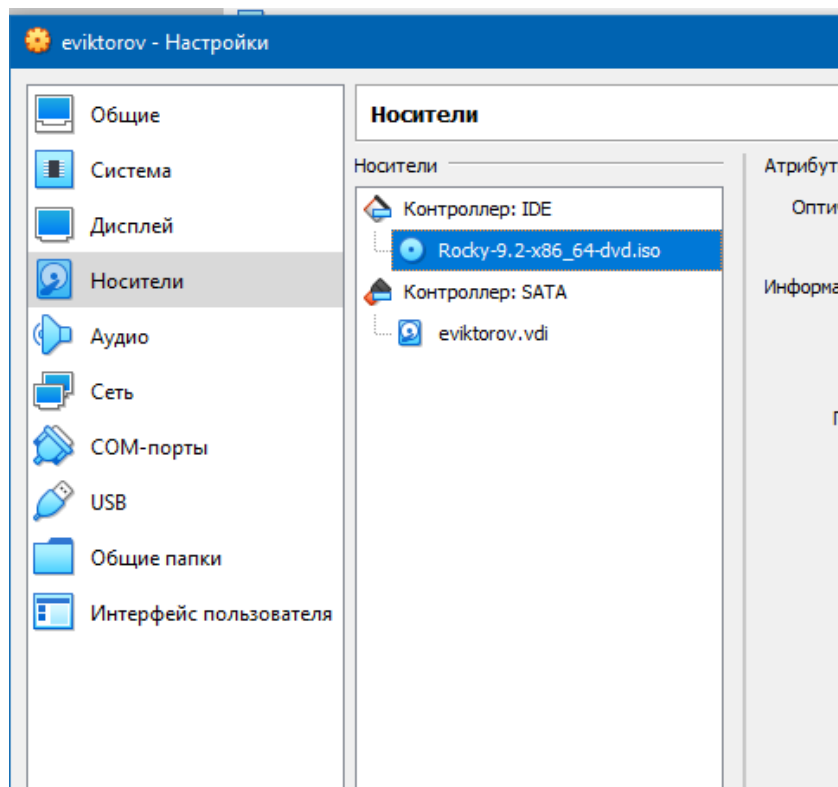 eviktorov - Настройки
Общие
Система
Дисплей
Носители
Аудио
Сеть
COM-порты
USB
Общие папки
Интерфейс пользователя
Носители
Носители
Контроллер: IDE
Rocky-9.2-x86_64-dvd.iso
Контроллер: SATA
eviktorov.vdi